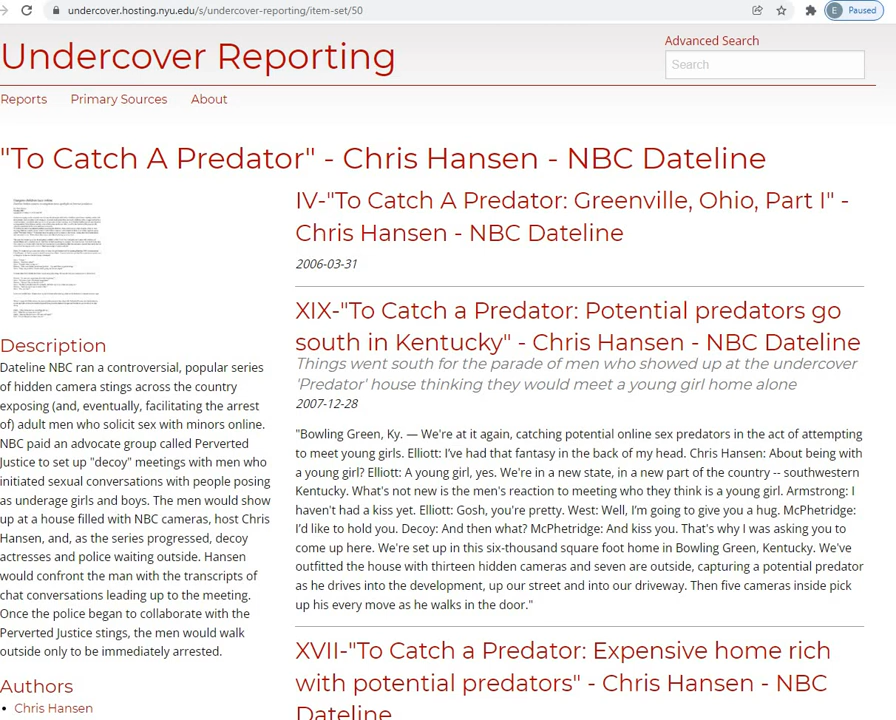 undercover.hosting.nyu.edu/s/undercover-reporting/item-set/50
E Paused
Undercover Reporting
Advanced Search
Search
Reports Primary Sources About
"To Catch A Predator" - Chris Hansen - NBC Dateline
IV-"To Catch A Predator: Greenville, Ohio, Part I" -
Chris Hansen - NBC Dateline
2006-03-31
XIX-"To Catch a Predator: Potential predators go
south in Kentucky" - Chris Hansen - NBC Dateline
Things went south for the parade of men who showed up at the undercover
'Predator' house thinking they would meet a young girl home alone
2007-12-28
"Bowling Green, Ky. — We're at it again, catching potential online sex predators in the act of attempting
to meet young girls. Elliott: I've had that fantasy in the back of my head. Chris Hansen: About being with
a young girl? Elliott: A young girl, yes. We're in a new state, in a new part of the country -- southwestern
Kentucky. What's not new is the men's reaction to meeting who they think is a young girl. Armstrong: I
haven't had a kiss yet. Elliott: Gosh, you're pretty. West: Well, I'm going to give you a hug. McPhetridge:
I'd like to hold you. Decoy: And then what? McPhetridge: And kiss you. That's why I was asking you to
come up here. We're set up in this six-thousand square foot home in Bowling Green, Kentucky. We've
outfitted the house with thirteen hidden cameras and seven are outside, capturing a potential predator
as he drives into the development, up our street and into our driveway. Then five cameras inside pick
up his every move as he walks in the door."
XVII-"To Catch a Predator: Expensive home rich
with potential predators" - Chris Hansen - NBC
Dateline
Description
Dateline NBC ran a controversial, popular series
of hidden camera stings across the country
exposing (and, eventually, facilitating the arrest
of) adult men who solicit sex with minors online.
NBC paid an advocate group called Perverted
Justice to set up "decoy" meetings with men who
initiated sexual conversations with people posing
as underage girls and boys. The men would show
up at a house filled with NBC cameras, host Chris
Hansen, and, as the series progressed, decoy
actresses and police waiting outside. Hansen
would confront the man with the transcripts of
chat conversations leading up to the meeting.
Once the police began to collaborate with the
Perverted Justice stings, the men would walk
outside only to be immediately arrested.
Authors
• Chris Hansen